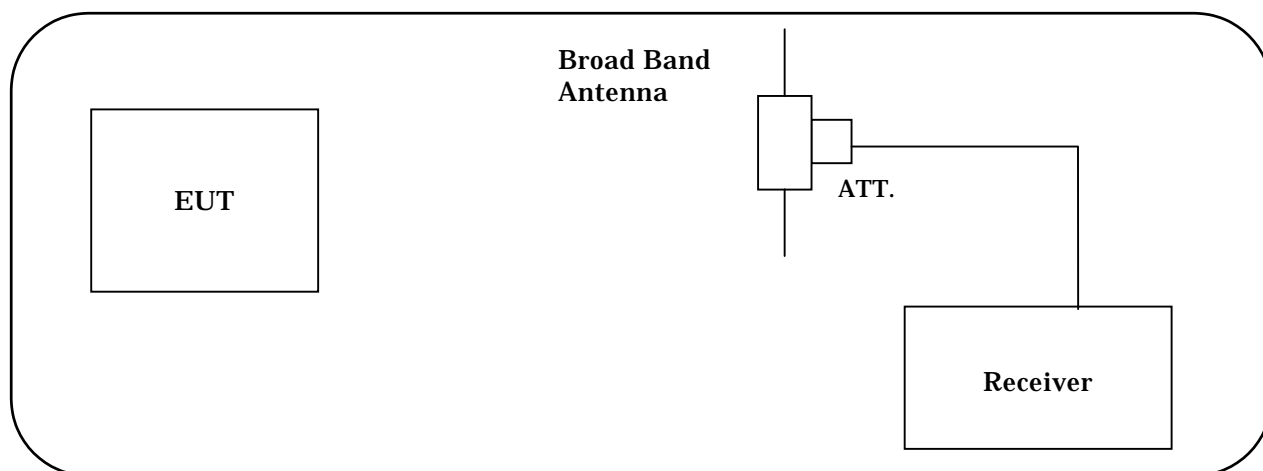 Broad Band
Antenna
EUT
ATT.
Receiver